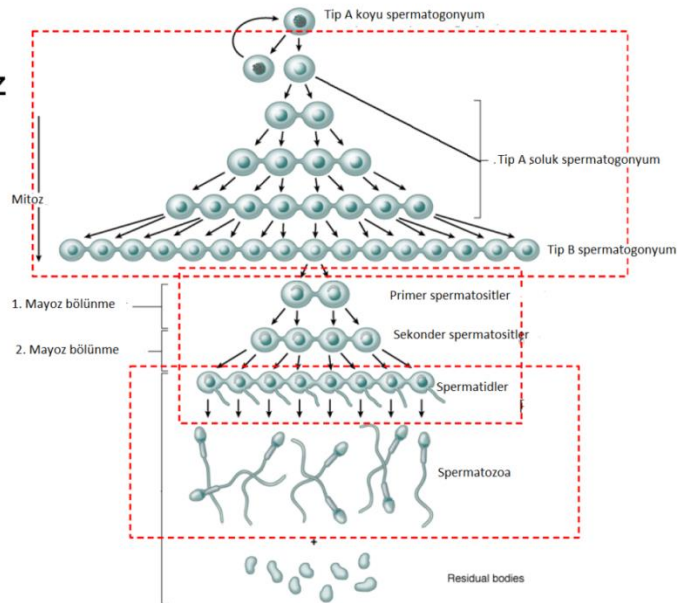 Tip A koyu spermatogonyum
z
. Tip A soluk spermatogonyum
Mitoz
Tip B spermatogonyum
Primer spermatositler
1. Mayoz bölünme
Sekonder spermatositler
2. Mayoz bölünme
Spermatidler
Spermatozoa
+
Residual bodies